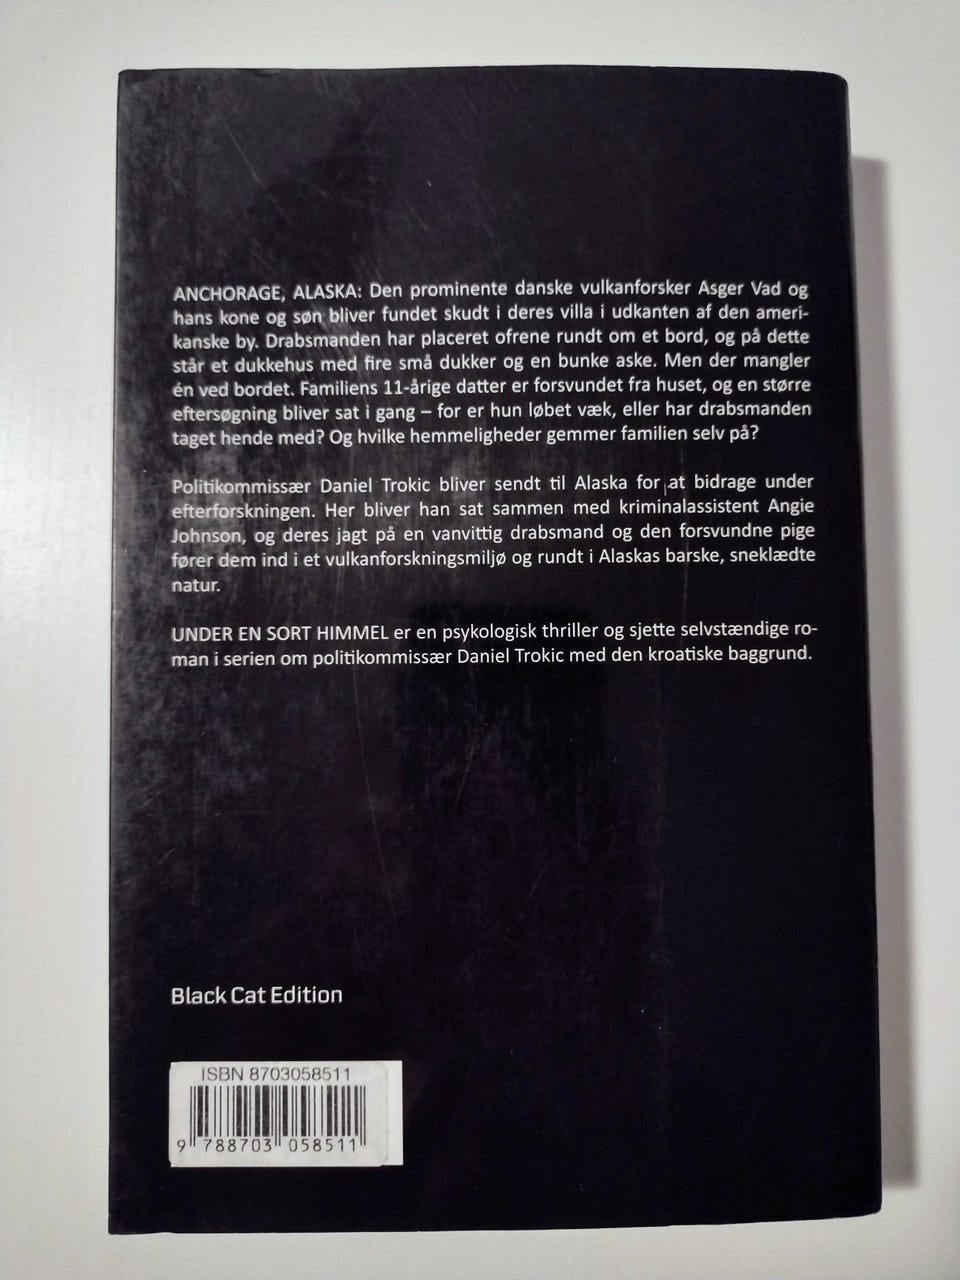 ANCHORAGE, ALASKA: Den prominente danske vulkanforsker Asger Vad og
hans kone og søn bliver fundet skudt i deres villa i udkanten af den ameri-
kanske by. Drabsmanden har placeret ofrene rundt om et bord, og på dette
står et dukkehus med fire små dukker og en bunke aske. Men der mangler
én ved bordet. Familiens 11-årige datter er forsvundet fra huset, og en større
eftersøgning bliver sat i gang – for er hun løbet væk, eller har drabsmanden
taget hende med? Og hvilke hemmeligheder gemmer familien selv på?
Politikommissær Daniel Trokic bliver sendt til Alaska for at bidrage under
efterforskningen. Her bliver han sat sammen med kriminalassistent Angie
Johnson, og deres jagt på en vanvittig drabsmand og den forsvundne pige
fører dem ind i et vulkanforskningsmiljø og rundt i Alaskas barske, sneklædte
natur.
UNDER EN SORT HIMMEL er en psykologisk thriller og sjette selvstændige ro-
man i serien om politikommissær Daniel Trokic med den kroatiske baggrund.
Black Cat Edition
ISBN 8703058511
9 788703 058511